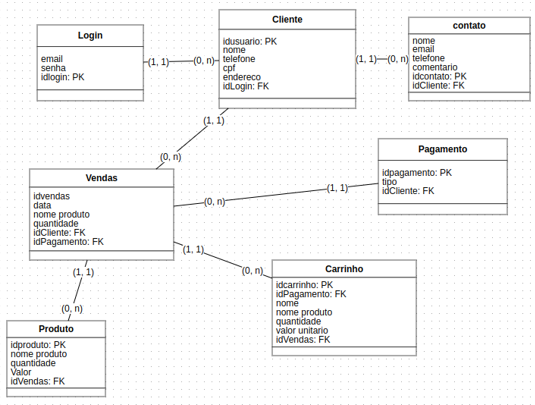 Login
email
senha
idlogin: PK
(1, 1)
(0, n)
Cliente
idusuario: PK
nome
telefone
cpf
endereco
idLogin: FK
(1, 1)
(0, n)
contato
nome
email
telefone
comentario
idcontato: PK
idCliente: FK
(1, 1)
(0, n)
Vendas
idvendas
data
nome produto
quantidade
idCliente: FK
idPagamento: FK
(0, n)
(1, 1)
Pagamento
idpagamento: PK
tipo
idCliente: FK
(1, 1)
(0, n)
Carrinho
idcarrinho: PK
idPagamento: FK
nome
nome produto
quantidade
valor unitario
idVendas: FK
(1, 1)
(0, n)
Produto
idproduto: PK
nome produto
quantidade
Valor
idVendas: FK